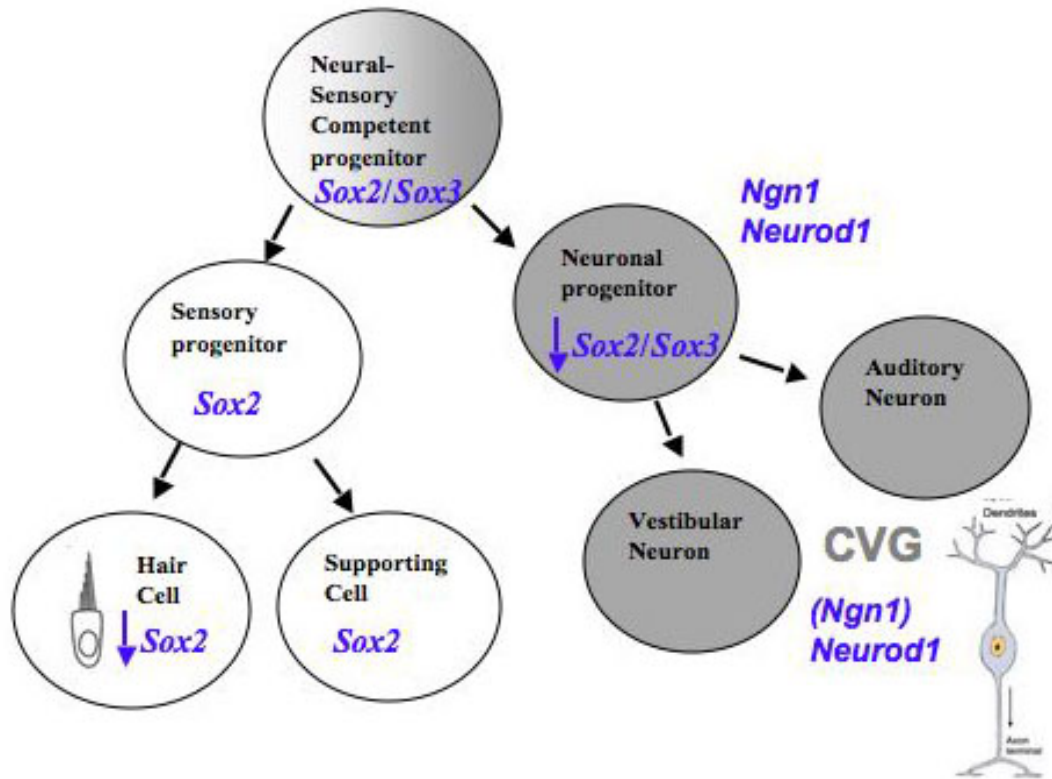 Neural-
Sensory
Competent
progenitor
Sox2/Sox3
Ngn1
Neurod1
Neuronal
progenitor
Sox2/Sox3
Sensory
progenitor
Sox2
Auditory
Neuron
Vestibular
Neuron
Hair
Cell
Sox2
Supporting
Cell
Sox2
CVG
(Ngn1)
Neurod1
Dendrites
Axon
terminal